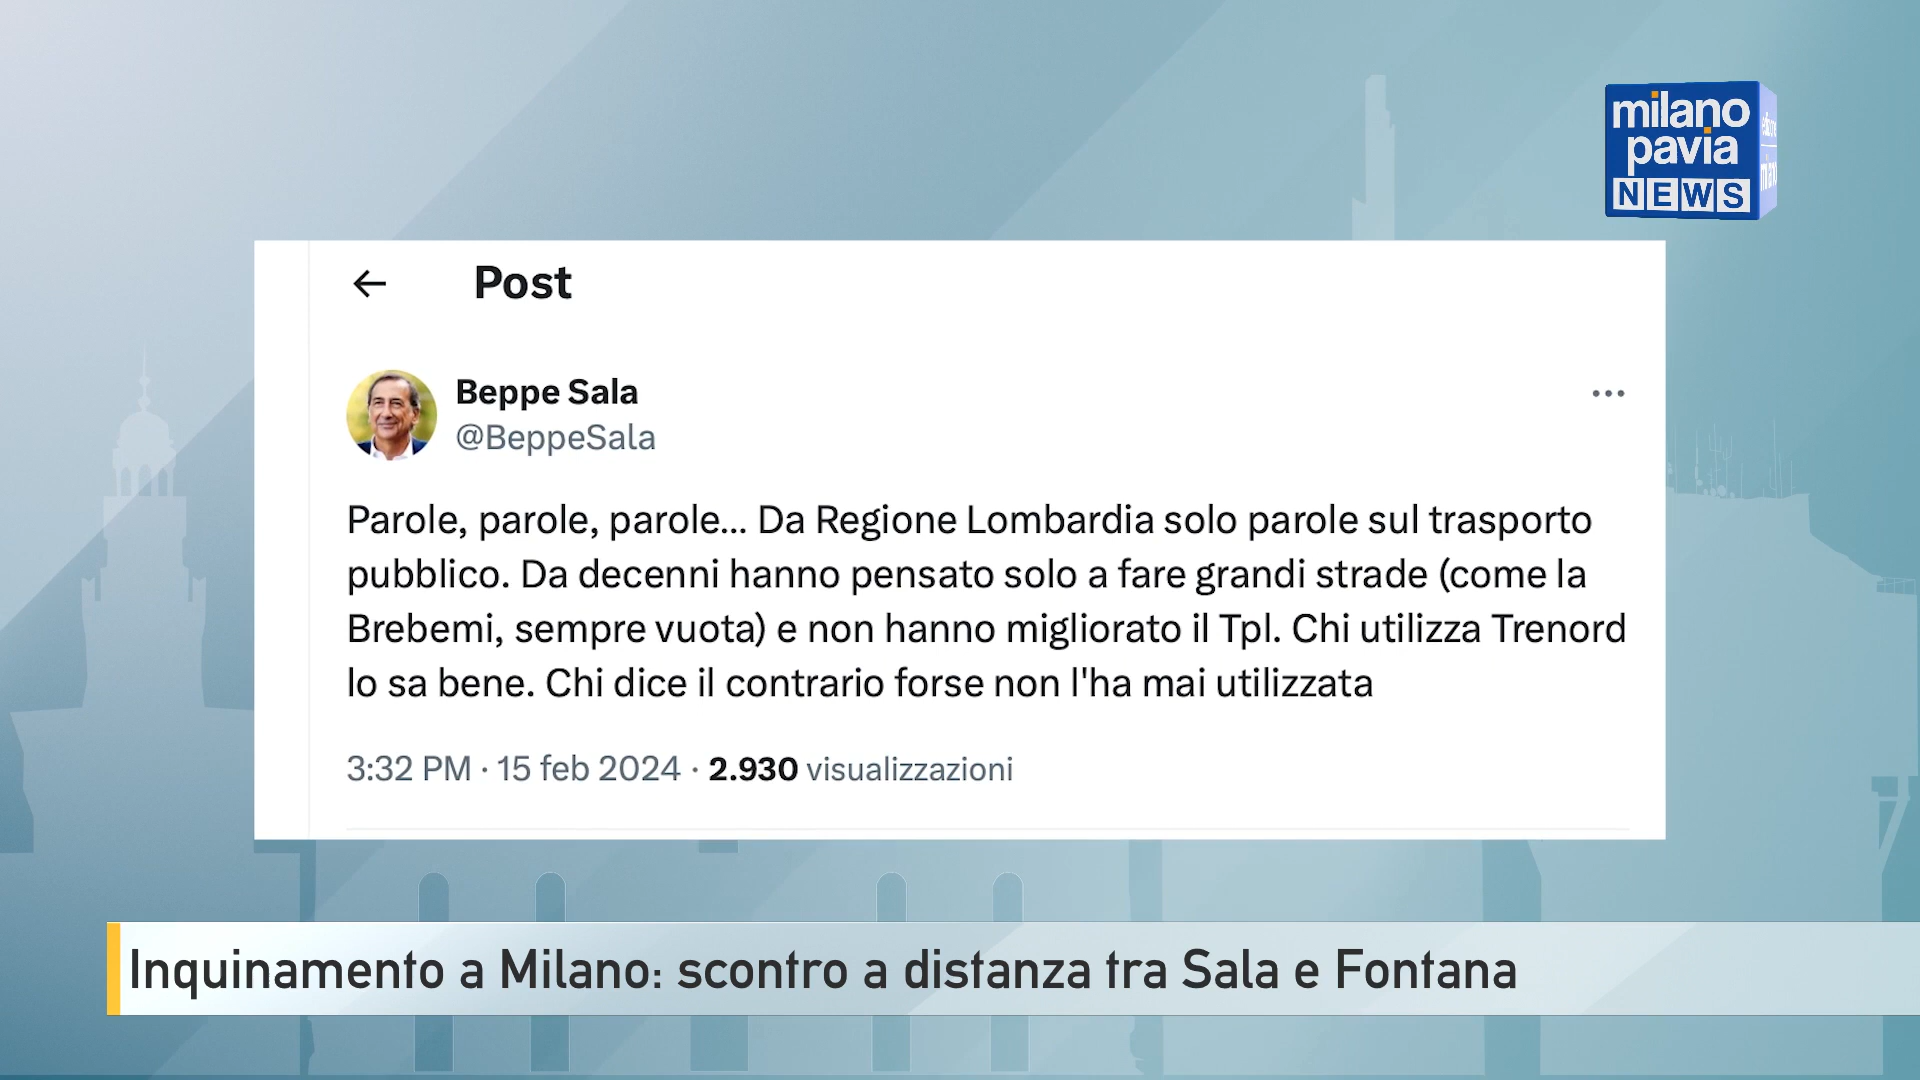 milano
pavia
NEWS
Post
Beppe Sala
@BeppeSala
Parole, parole, parole... Da Regione Lombardia solo parole sul trasporto
pubblico. Da decenni hanno pensato solo a fare grandi strade (come la
Brebemi, sempre vuota) e non hanno migliorato il Tpl. Chi utilizza Trenord
lo sa bene. Chi dice il contrario forse non l'ha mai utilizzata
3:32 PM · 15 feb 2024 · 2.930 visualizzazioni
Inquinamento a Milano: scontro a distanza tra Sala e Fontana